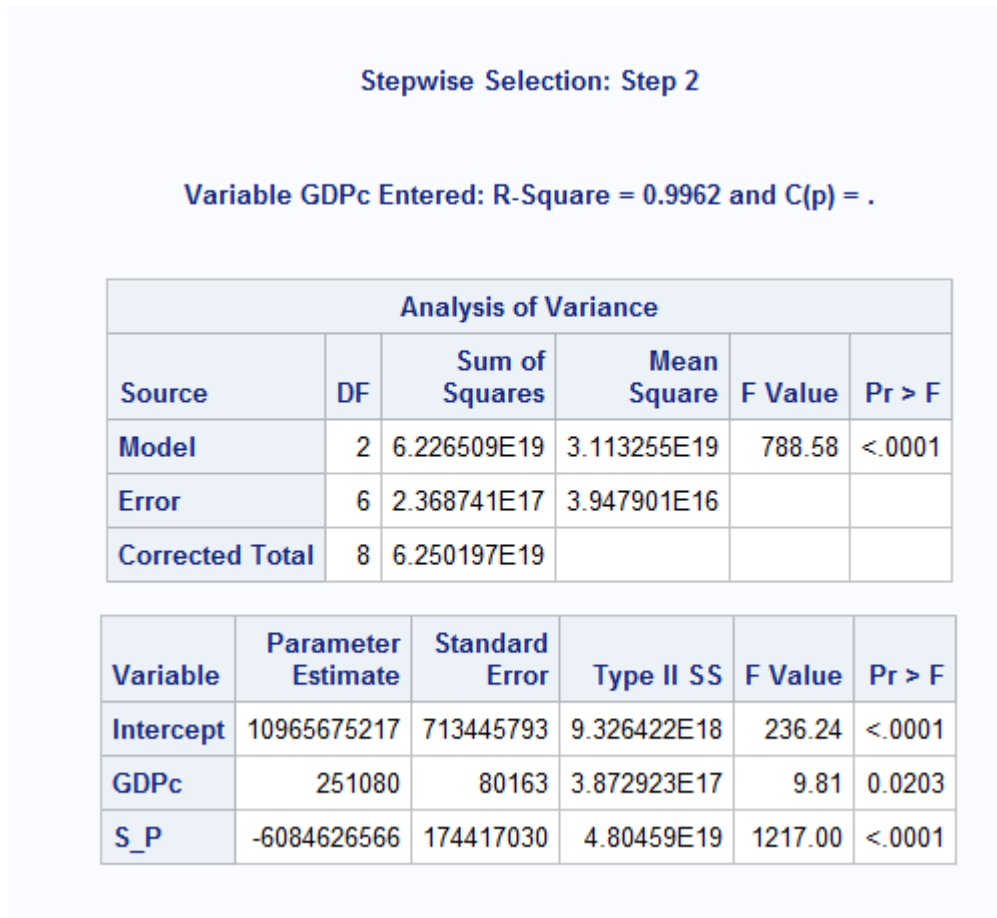 Stepwise Selection: Step 2
Variable GDPc Entered: R-Square = 0.9962 and C(p) = .
Analysis of Variance
Source DF Sum of Squares Mean Square F Value Pr > F
Model 2 6.226509E19 3.113255E19 788.58 <.0001
Error 6 2.368741E17 3.947901E16
Corrected Total 8 6.250197E19
Variable Parameter Estimate Standard Error Type II SS F Value Pr > F
Intercept 10965675217 713445793 9.326422E18 236.24 <.0001
GDPc 251080 80163 3.872923E17 9.81 0.0203
S_P -6084626566 174417030 4.80459E19 1217.00 <.0001